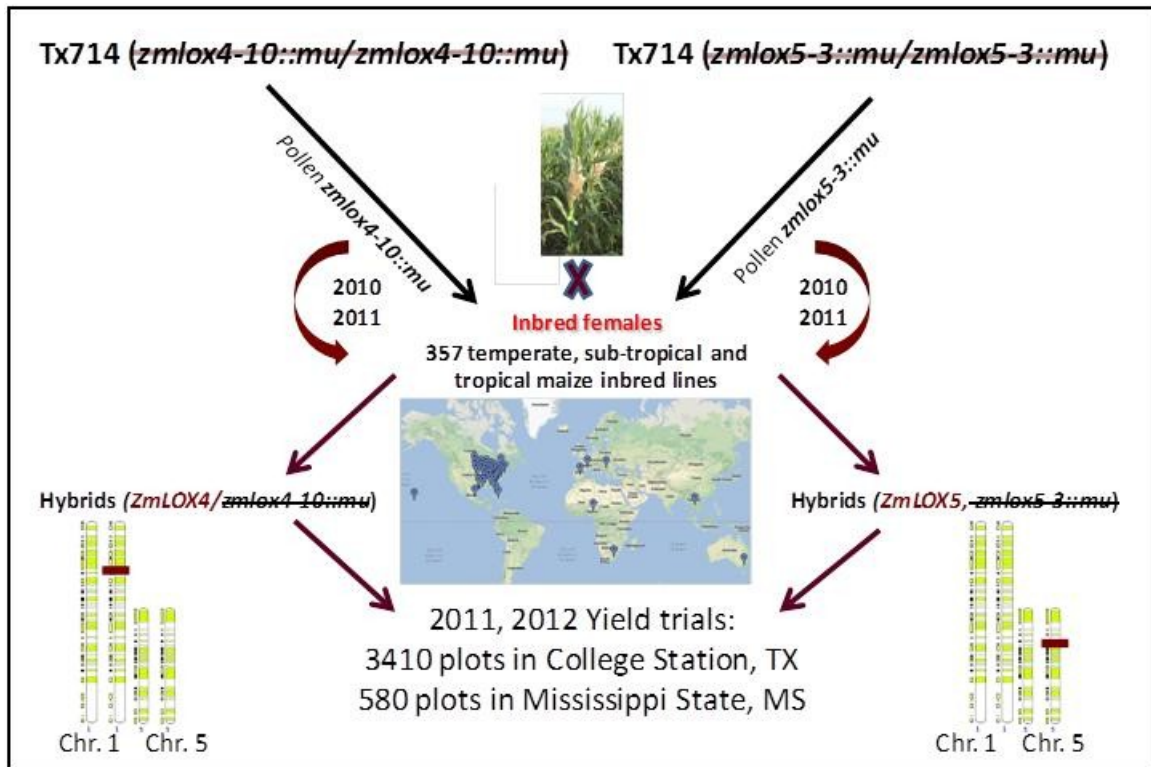 Tx714 (zmlox4-10::mu/zmlox4-10::mu)
Tx714 (zmlox5-3::mu/zmlox5-3::mu)
Pollen zmlox4-10::mu
Pollen zmlox5-3::mu
2010
2011
2010
2011
Inbred females
357 temperate, sub-tropical and
tropical maize inbred lines
Hybrids (ZmLOX4/zmlox4-10::mu)
Hybrids (ZmLOX5, zmlox5-3::mu)
2011, 2012 Yield trials:
3410 plots in College Station, TX
580 plots in Mississippi State, MS
Chr. 1 Chr. 5
Chr. 1 Chr. 5